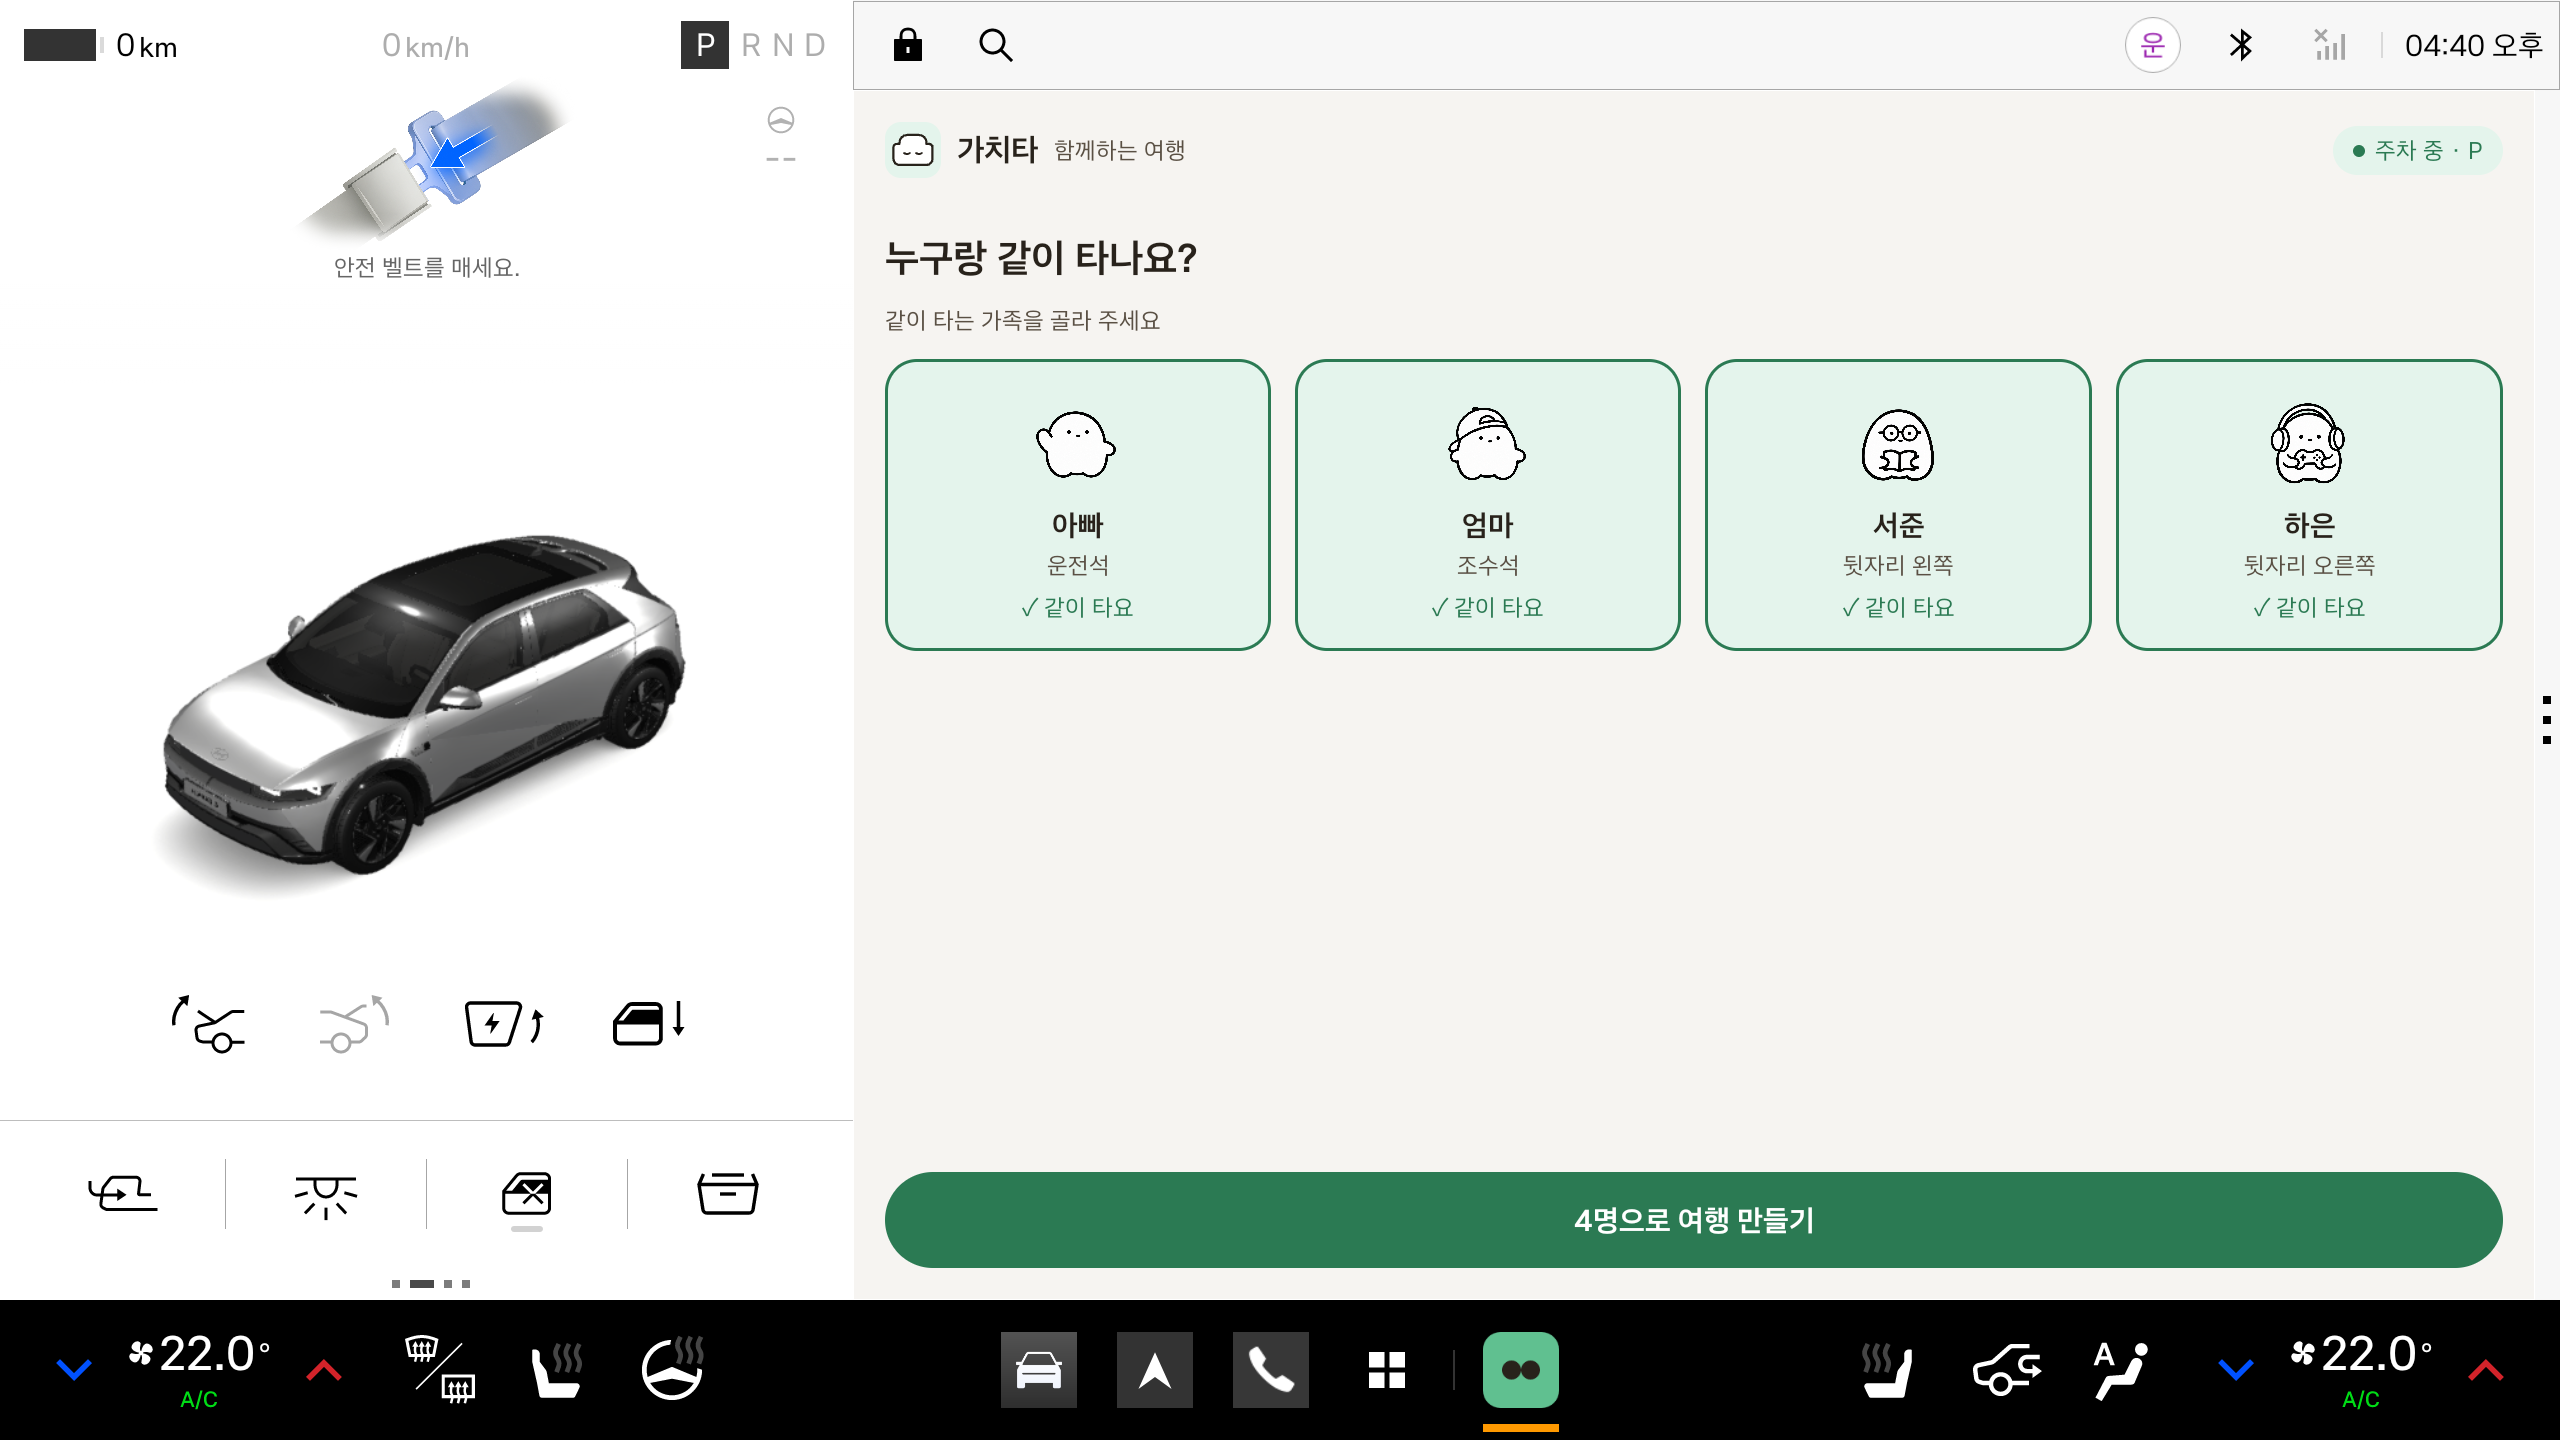 0 km
0 km/h
P R N D
안전 벨트를 매세요.
운
04:40 오후
가치타 함께하는 여행
주차 중 · P
누구랑 같이 타나요?
같이 타는 가족을 골라 주세요
아빠
운전석
✓ 같이 타요
엄마
조수석
✓ 같이 타요
서준
뒷자리 왼쪽
✓ 같이 타요
하은
뒷자리 오른쪽
✓ 같이 타요
4명으로 여행 만들기
22.0°
A/C
A
22.0°
A/C